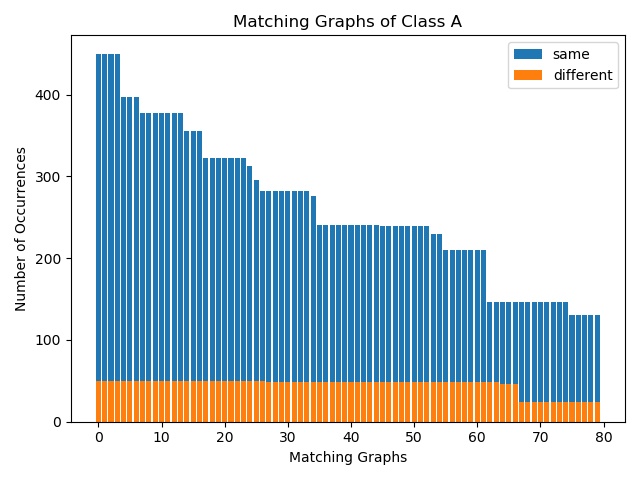 Matching Graphs of Class A
same
different
Number of Occurrences
400
300
200
100
0
0 10 20 30 40 50 60 70 80
Matching Graphs